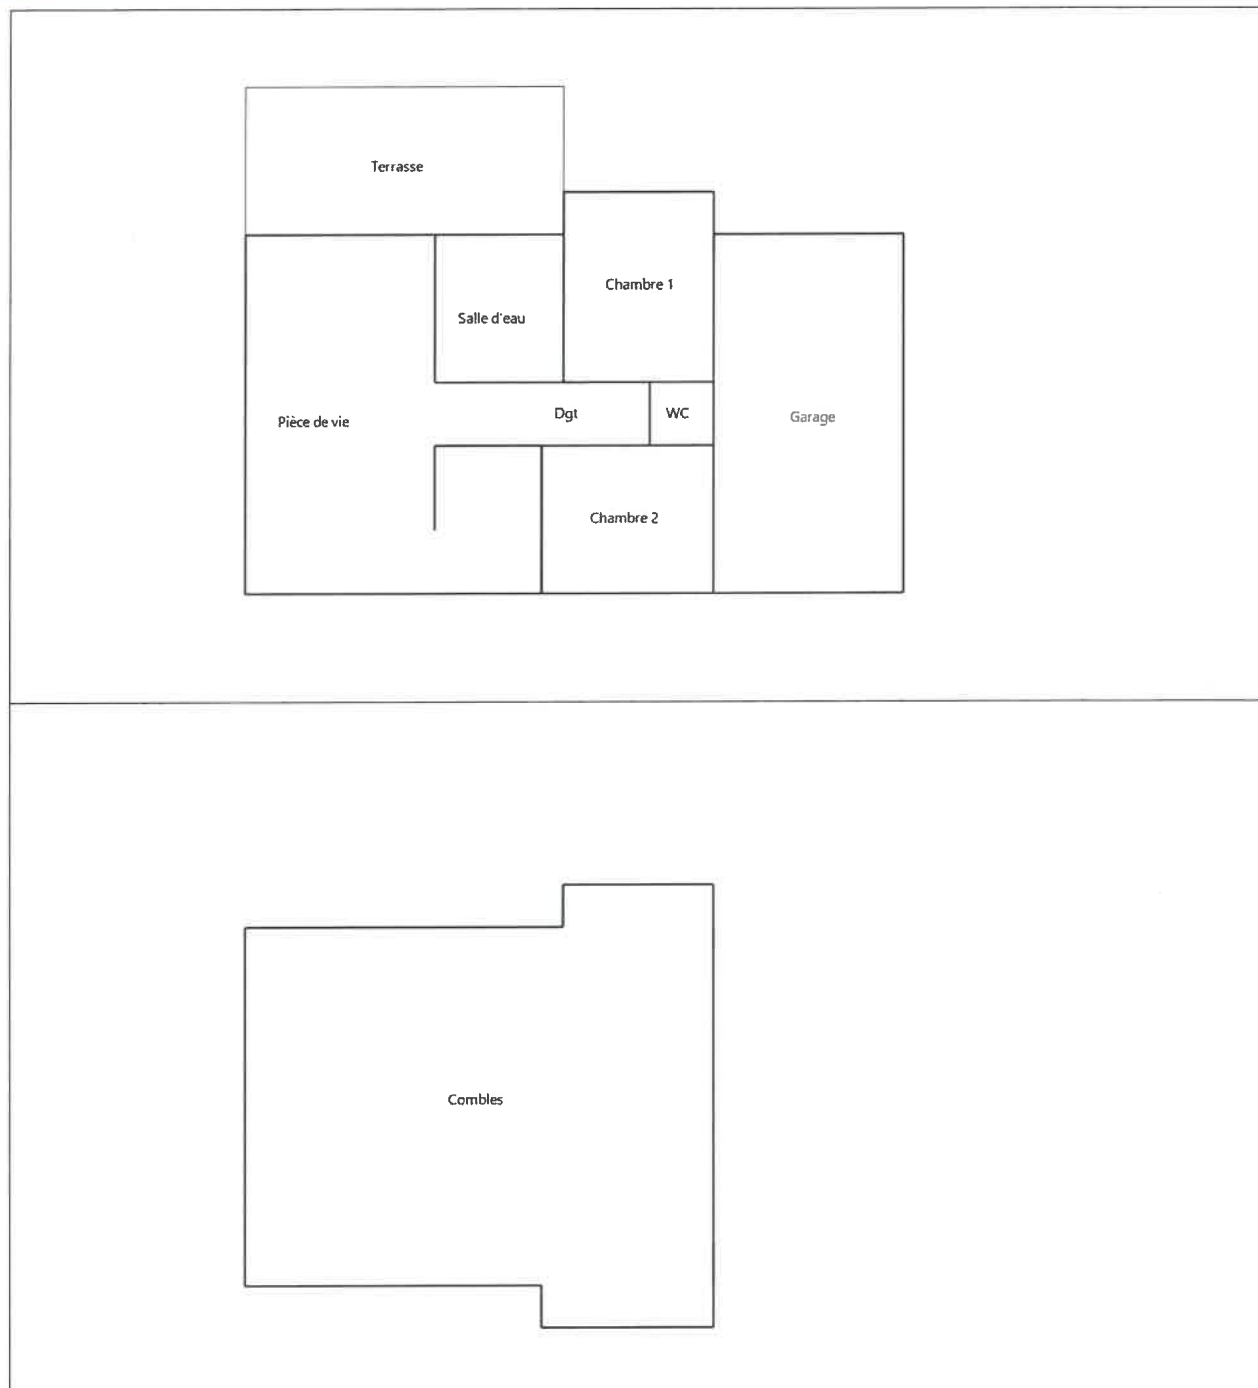 Terrasse
Chambre 1
Salle d'eau
Dgt
WC
Pièce de vie
Garage
Chambre 2
Combles